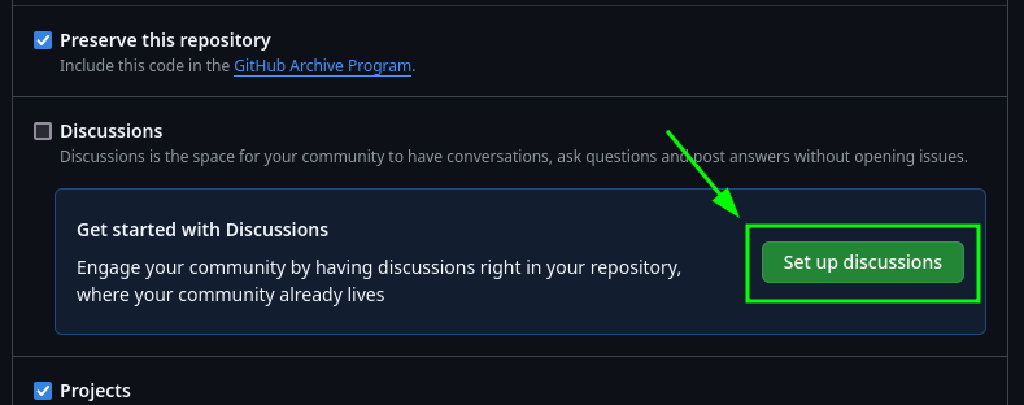 Preserve this repository
Include this code in the GitHub Archive Program.
Discussions
Discussions is the space for your community to have conversations, ask questions and post answers without opening issues.
Get started with Discussions
Engage your community by having discussions right in your repository,
where your community already lives
Set up discussions
Projects